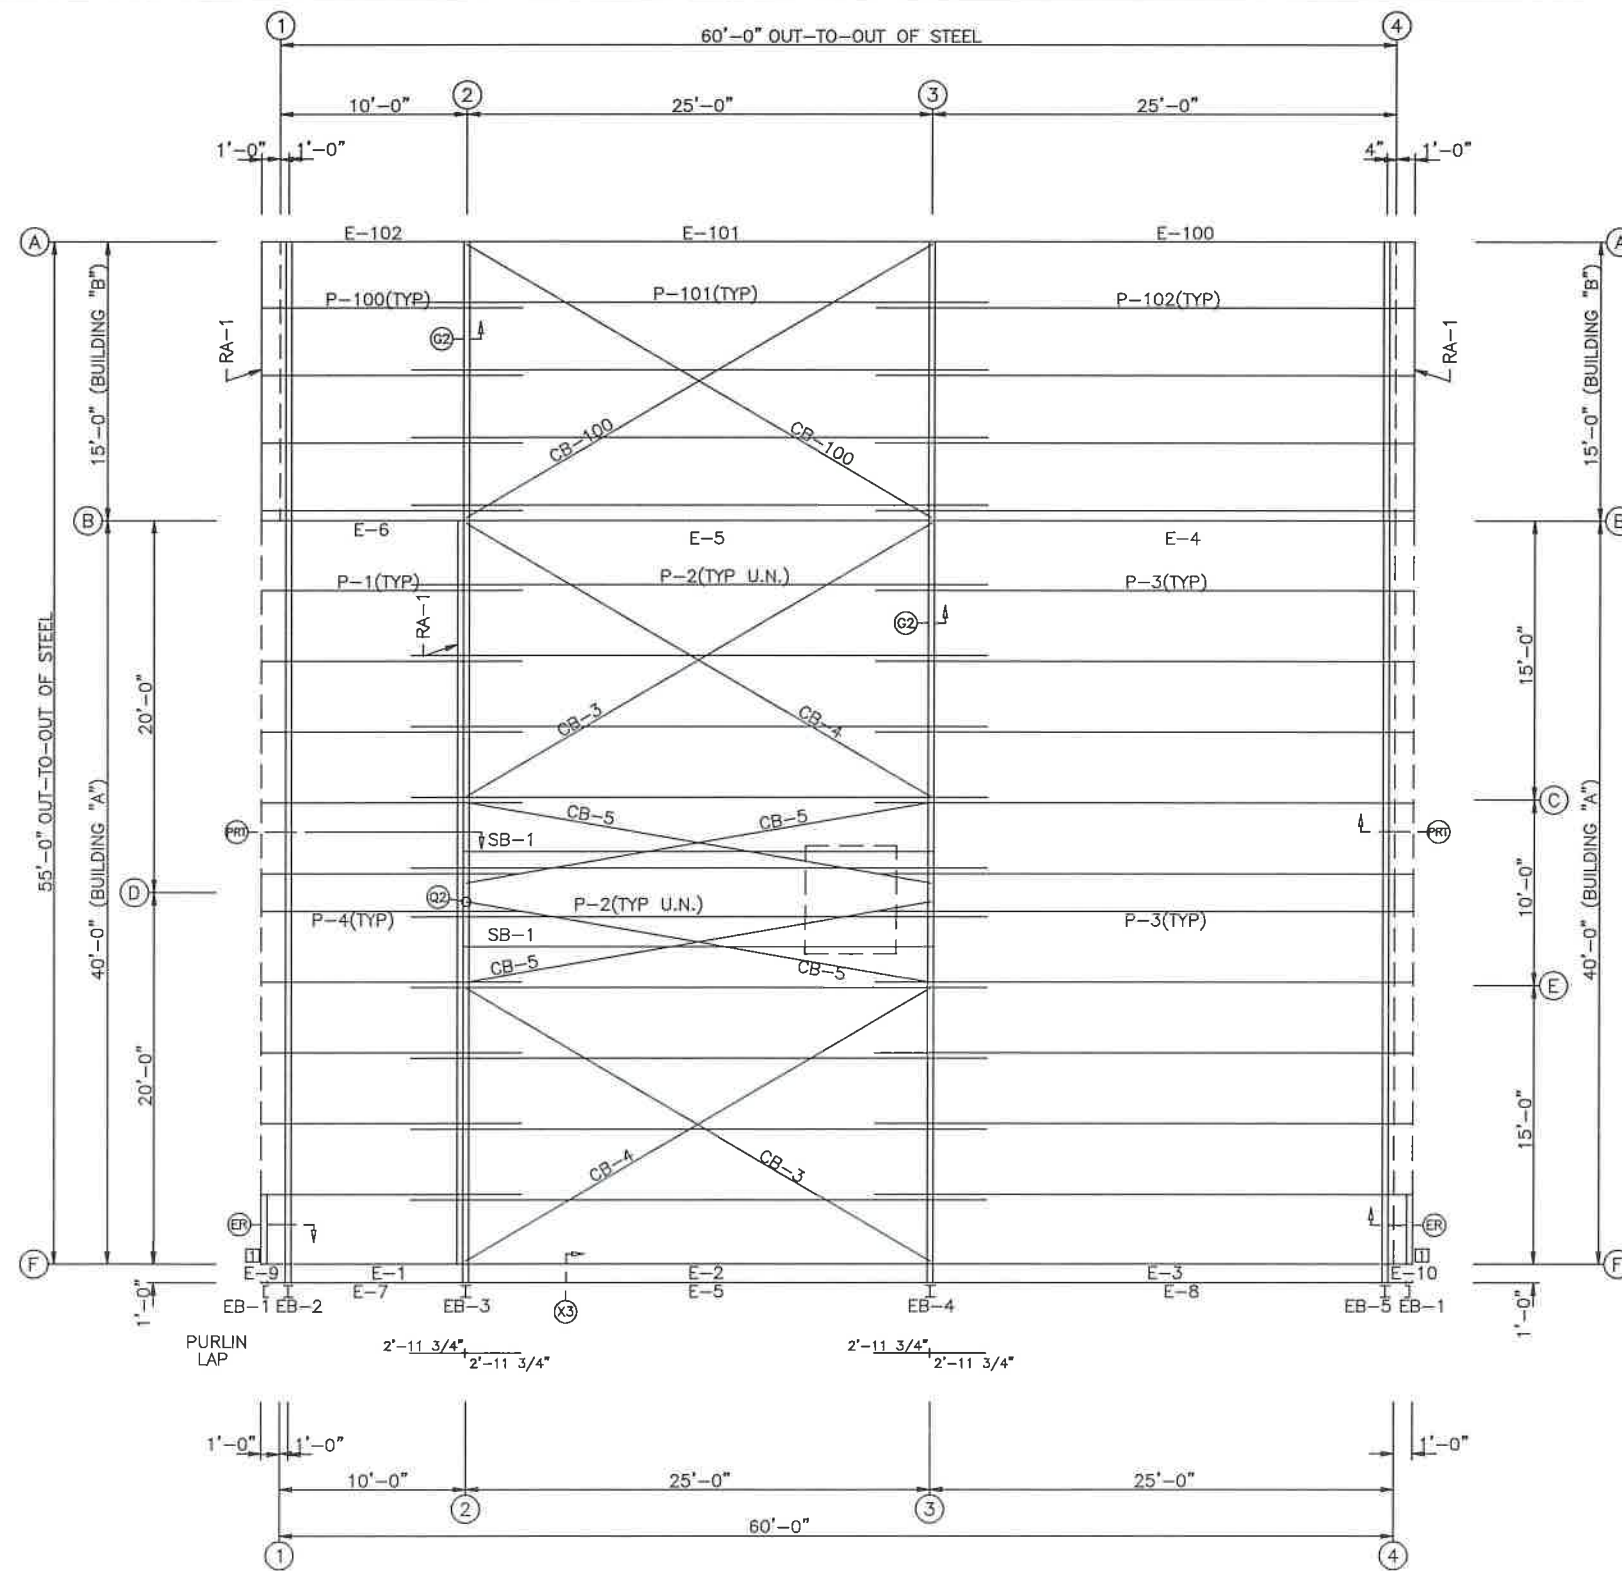 1
4
60'-0" OUT-TO-OUT OF STEEL
2
3
10'-0"
25'-0"
25'-0"
1'-0"
1'-0"
4"
1'-0"
A
E-102
E-101
E-100
A
P-100(TYP)
P-101(TYP)
P-102(TYP)
G2
RA-1
RA-1
15'-0" (BUILDING "B")
15'-0" (BUILDING "B")
CB-100
CB-100
B
E-6
E-5
E-4
B
P-1(TYP)
P-2(TYP U.N.)
P-3(TYP)
RA-1
G2
55'-0" OUT-TO-OUT OF STEEL
20'-0"
15'-0"
CB-3
CB-4
40'-0" (BUILDING "A")
40'-0" (BUILDING "A")
C
CB-5
CB-5
PRT
SB-1
PRT
D
Q2
10'-0"
P-4(TYP)
P-2(TYP U.N.)
P-3(TYP)
SB-1
CB-5
CB-5
E
20'-0"
15'-0"
CB-4
CB-3
ER
ER
1
1
F
E-9
E-1
E-2
E-3
E-10
F
E-7
E-5
E-8
1'-0"
EB-1
EB-2
EB-3
X3
EB-4
EB-5
EB-1
1'-0"
PURLIN
LAP
2'-11 3/4"
2'-11 3/4"
2'-11 3/4"
2'-11 3/4"
1'-0"
1'-0"
1'-0"
10'-0"
25'-0"
25'-0"
2
3
60'-0"
1
4